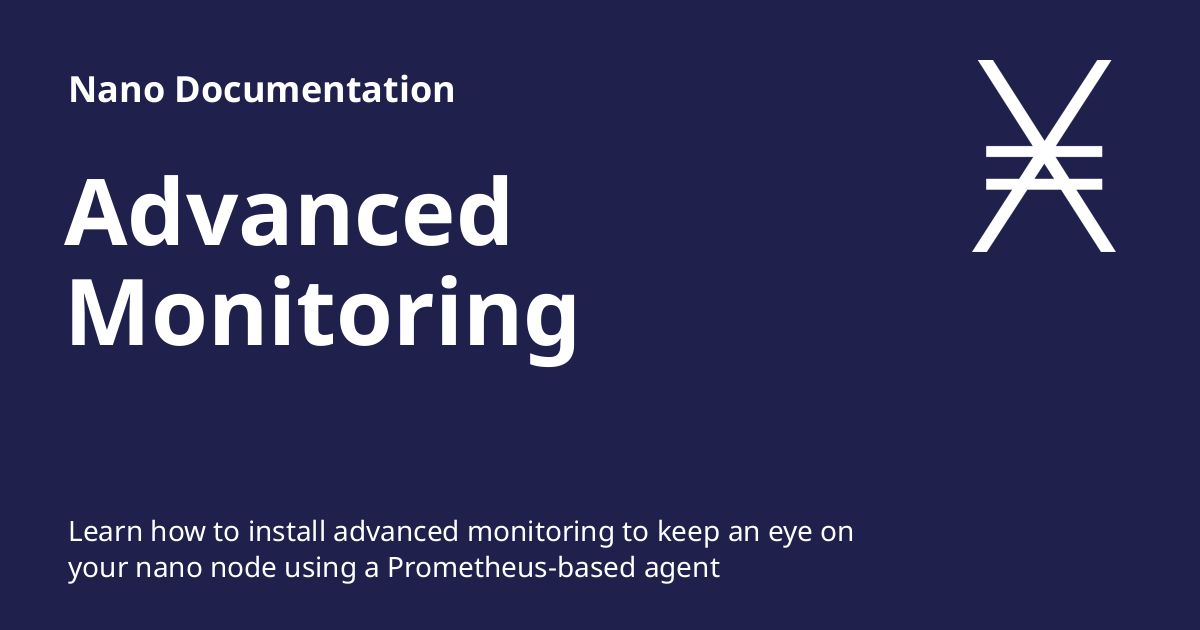 Nano Documentation
Advanced
Monitoring
Learn how to install advanced monitoring to keep an eye on
your nano node using a Prometheus-based agent